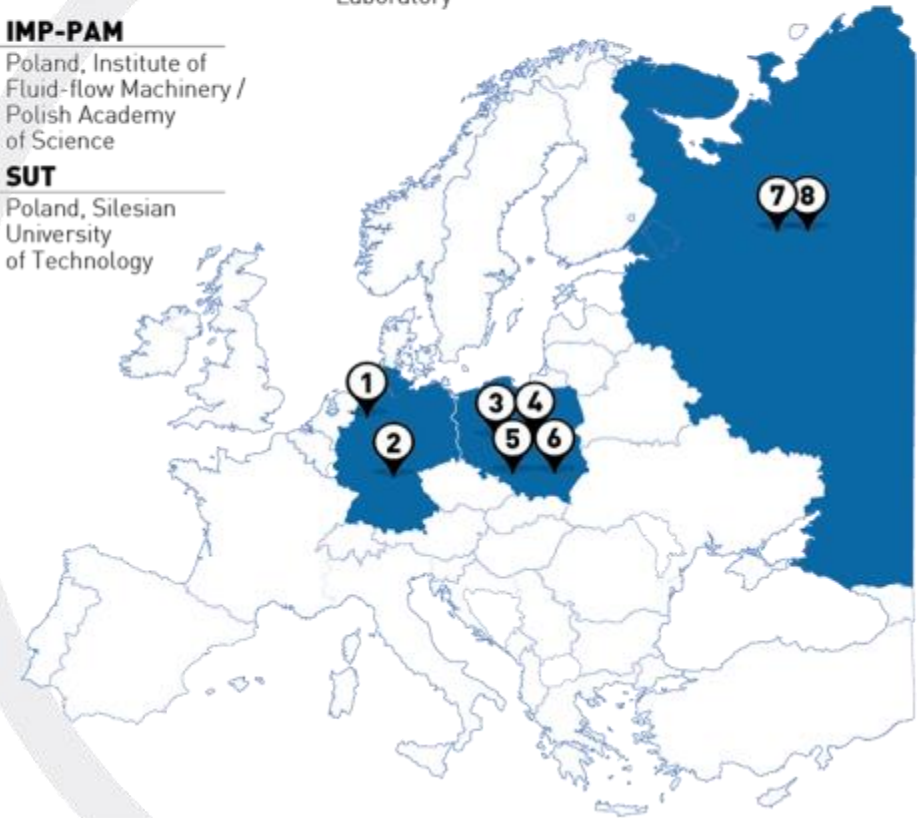 Laboratory
IMP-PAM
Poland, Institute of
Fluid-flow Machinery /
Polish Academy
of Science
SUT
Poland, Silesian
University
of Technology
7 8
1
3 4
2
5 6